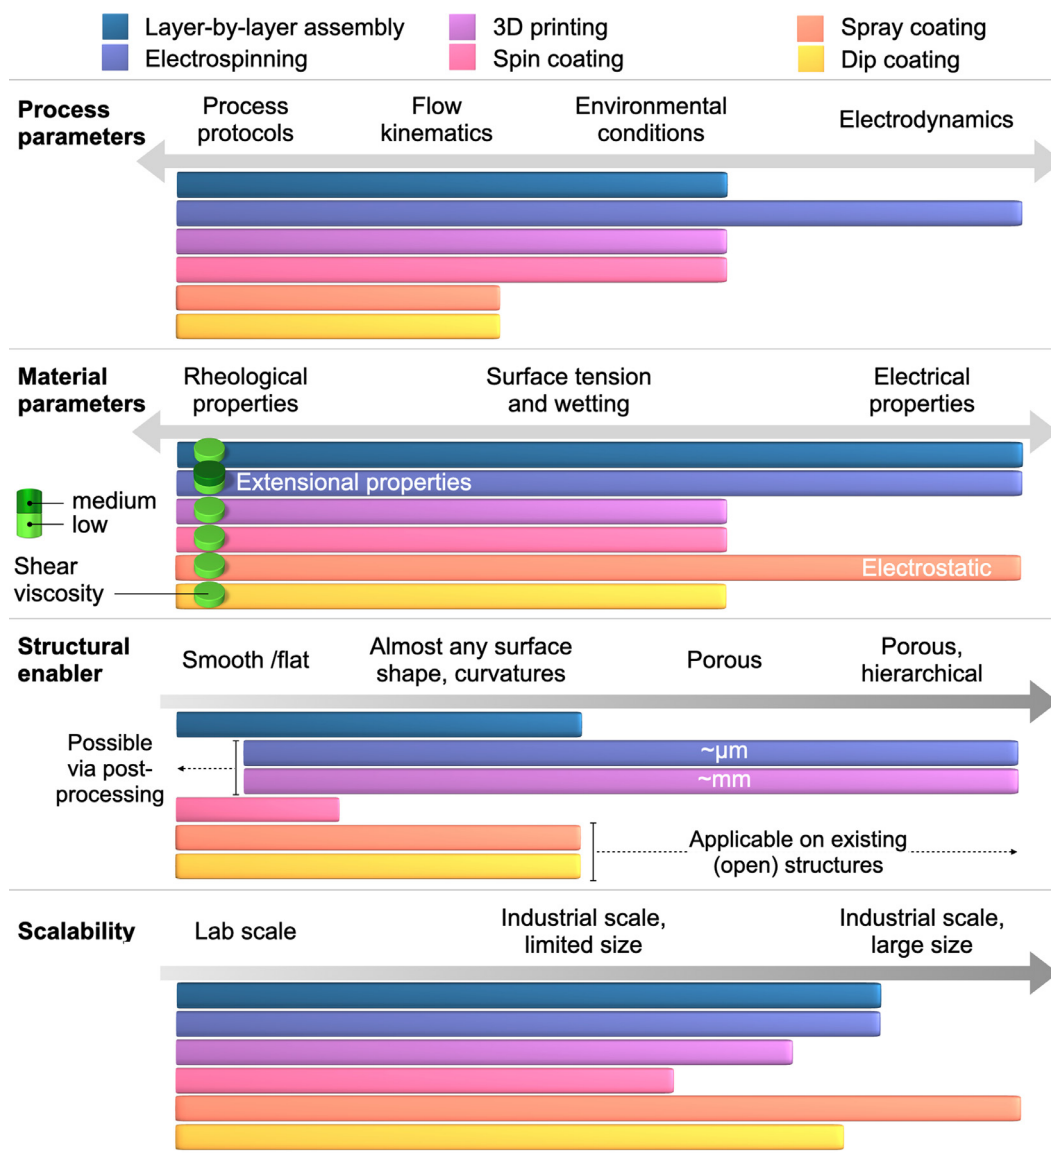 Layer-by-layer assembly
3D printing
Spray coating
Electrospinning
Spin coating
Dip coating
Process
parameters
Process
protocols
Flow
kinematics
Environmental
conditions
Electrodynamics
Material
parameters
Rheological
properties
Surface tension
and wetting
Electrical
properties
Extensional properties
medium
low
Shear
viscosity
Electrostatic
Structural
enabler
Smooth /flat
Almost any surface
shape, curvatures
Porous
Porous,
hierarchical
Possible
via post-
processing
~μm
~mm
Applicable on existing
(open) structures
Scalability
Lab scale
Industrial scale,
limited size
Industrial scale,
large size